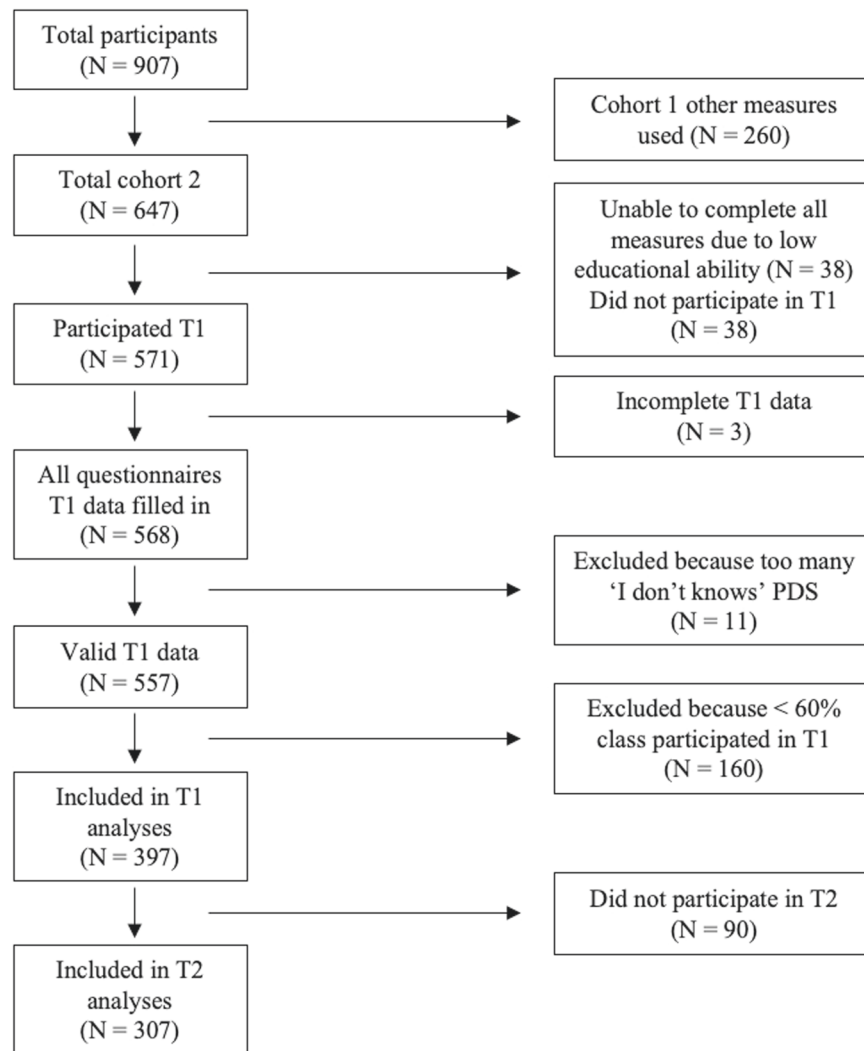 Total participants
(N = 907)
Cohort 1 other measures
used (N = 260)
Total cohort 2
(N = 647)
Unable to complete all
measures due to low
educational ability (N = 38)
Did not participate in T1
(N = 38)
Participated T1
(N = 571)
Incomplete T1 data
(N = 3)
All questionnaires
T1 data filled in
(N = 568)
Excluded because too many
‘I don’t knows’ PDS
(N = 11)
Valid T1 data
(N = 557)
Excluded because < 60%
class participated in T1
(N = 160)
Included in T1
analyses
(N = 397)
Did not participate in T2
(N = 90)
Included in T2
analyses
(N = 307)